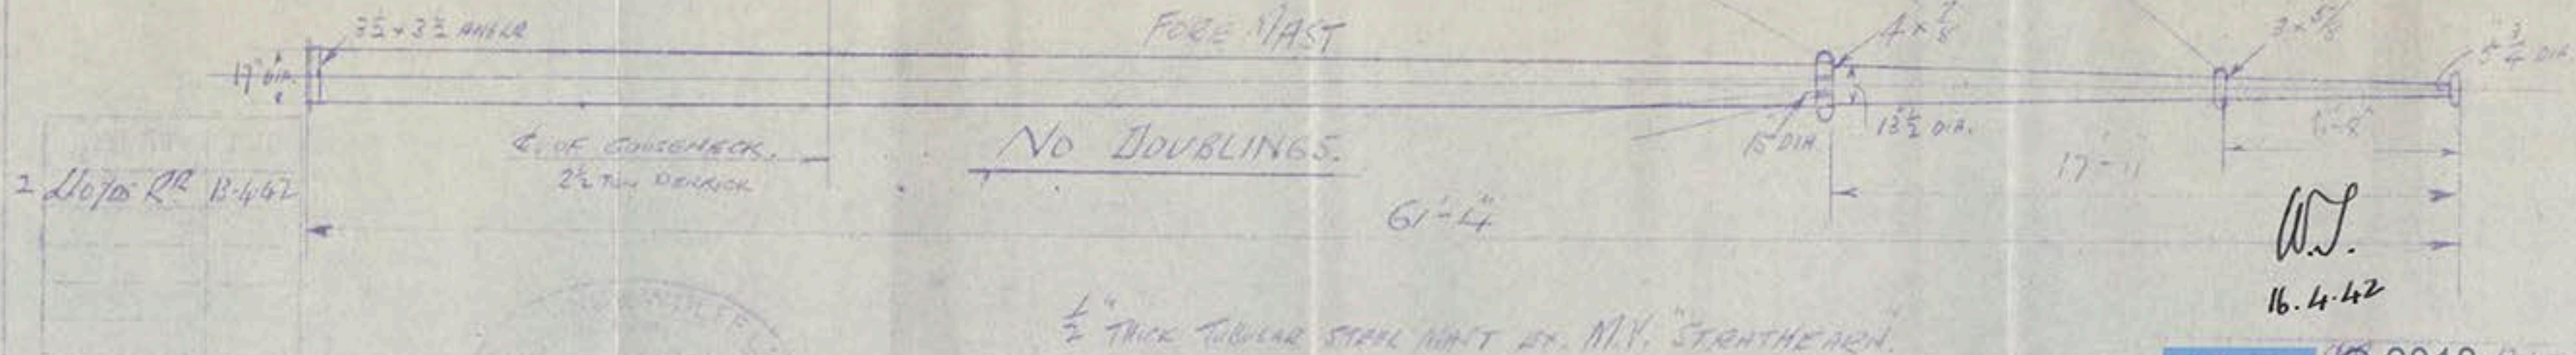 3½ × 3½ ANGLE
FORE MAST
4 × ⅞
3 × ⅝
¾ DIA
17" DIA.
℄. OF GOOSENECK.
2½ TON DERRICK
NO DOUBLINGS.
15" DIA
13½ DIA.
17'-11"
2 Lloyds RR 13.4.42
61'-4"
W.J.
16.4.42
½" THICK TUBULAR STEEL MAST EX. M.V. "STRATHEARN".